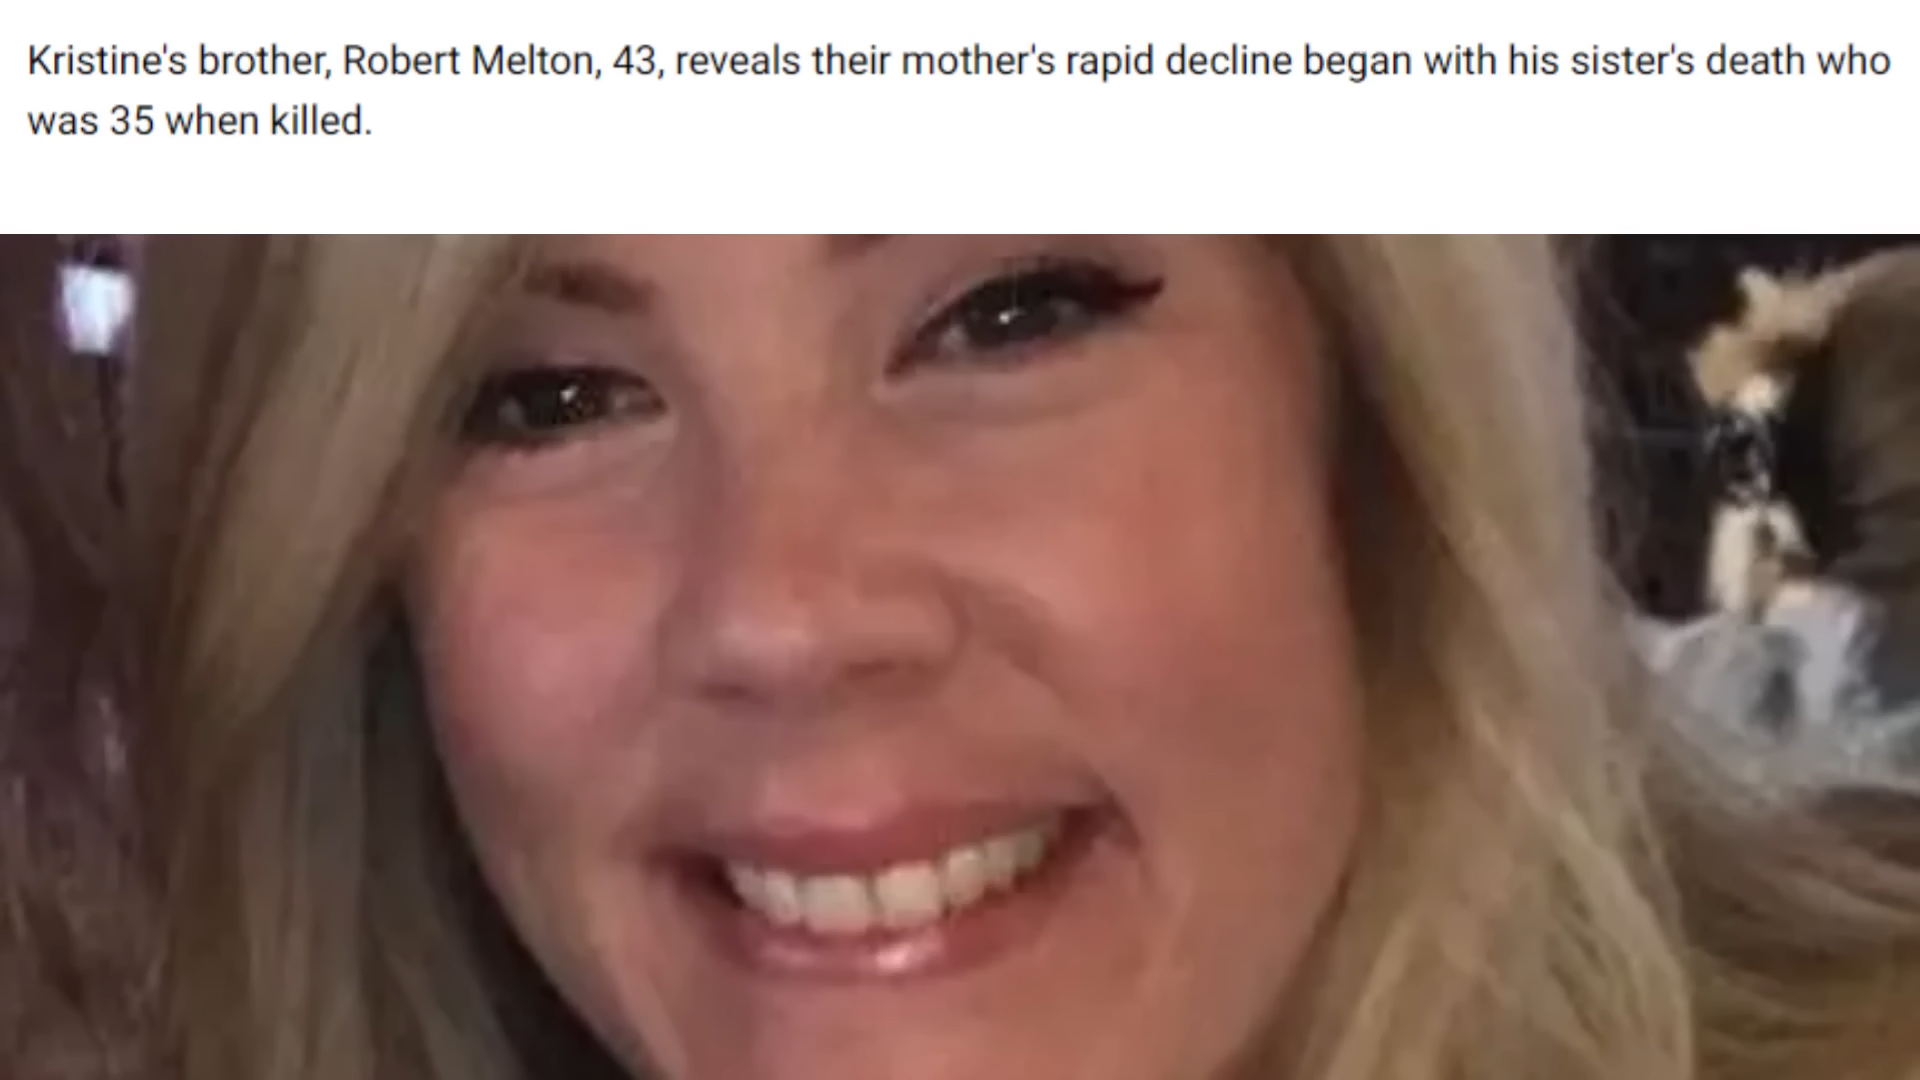 Kristine's brother, Robert Melton, 43, reveals their mother's rapid decline began with his sister's death who
was 35 when killed.